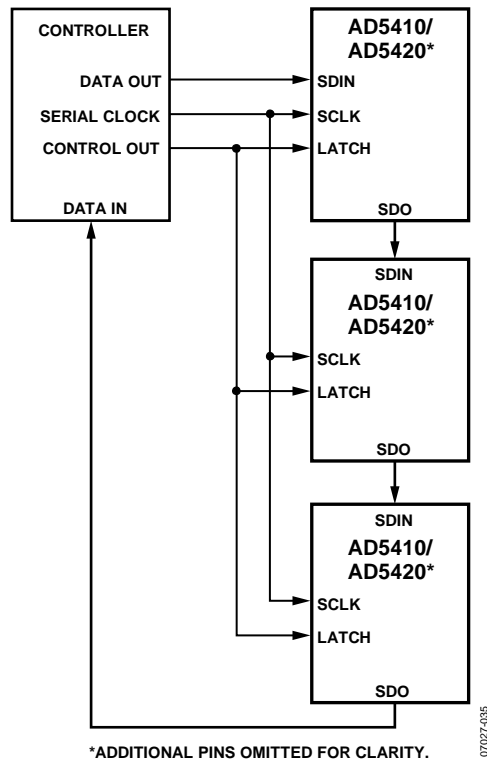 CONTROLLER
DATA OUT
SERIAL CLOCK
CONTROL OUT
DATA IN
AD5410/
AD5420*
SDIN
SCLK
LATCH
SDO
SDIN
AD5410/
AD5420*
SCLK
LATCH
SDO
SDIN
AD5410/
AD5420*
SCLK
LATCH
SDO
*ADDITIONAL PINS OMITTED FOR CLARITY.
07027-035